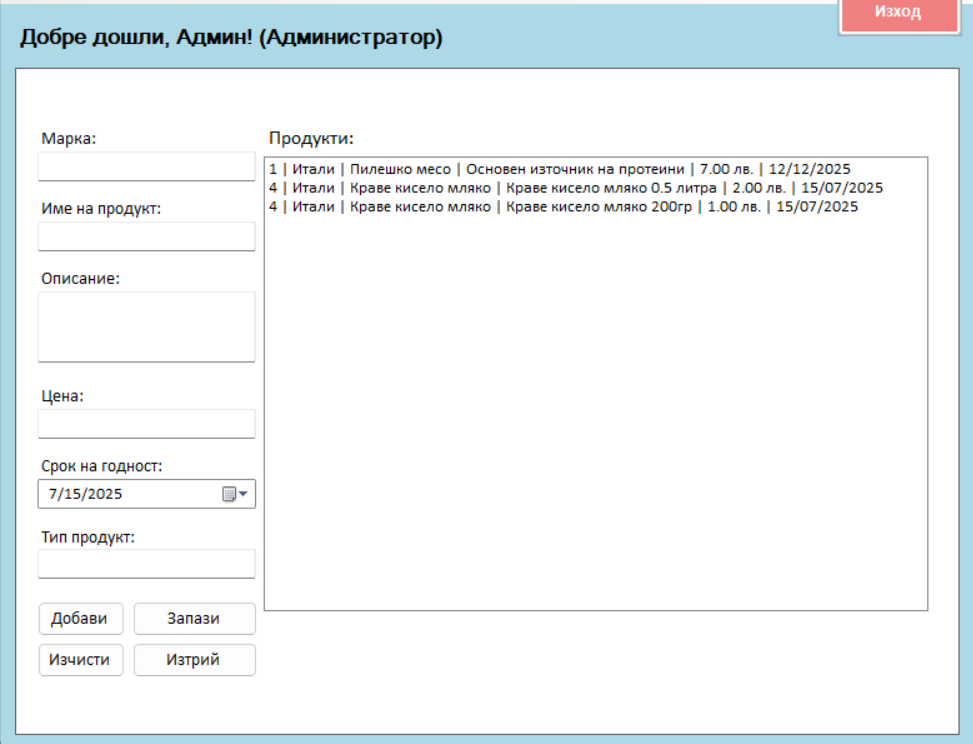 Изход
Добре дошли, Админ! (Администратор)
Марка:
Продукти:
1 | Итали | Пилешко месо | Основен източник на протеини | 7.00 лв. | 12/12/2025
4 | Итали | Краве кисело мляко | Краве кисело мляко 0.5 литра | 2.00 лв. | 15/07/2025
4 | Итали | Краве кисело мляко | Краве кисело мляко 200гр | 1.00 лв. | 15/07/2025
Име на продукт:
Описание:
Цена:
Срок на годност:
7/15/2025
Тип продукт:
Добави
Запази
Изчисти
Изтрий